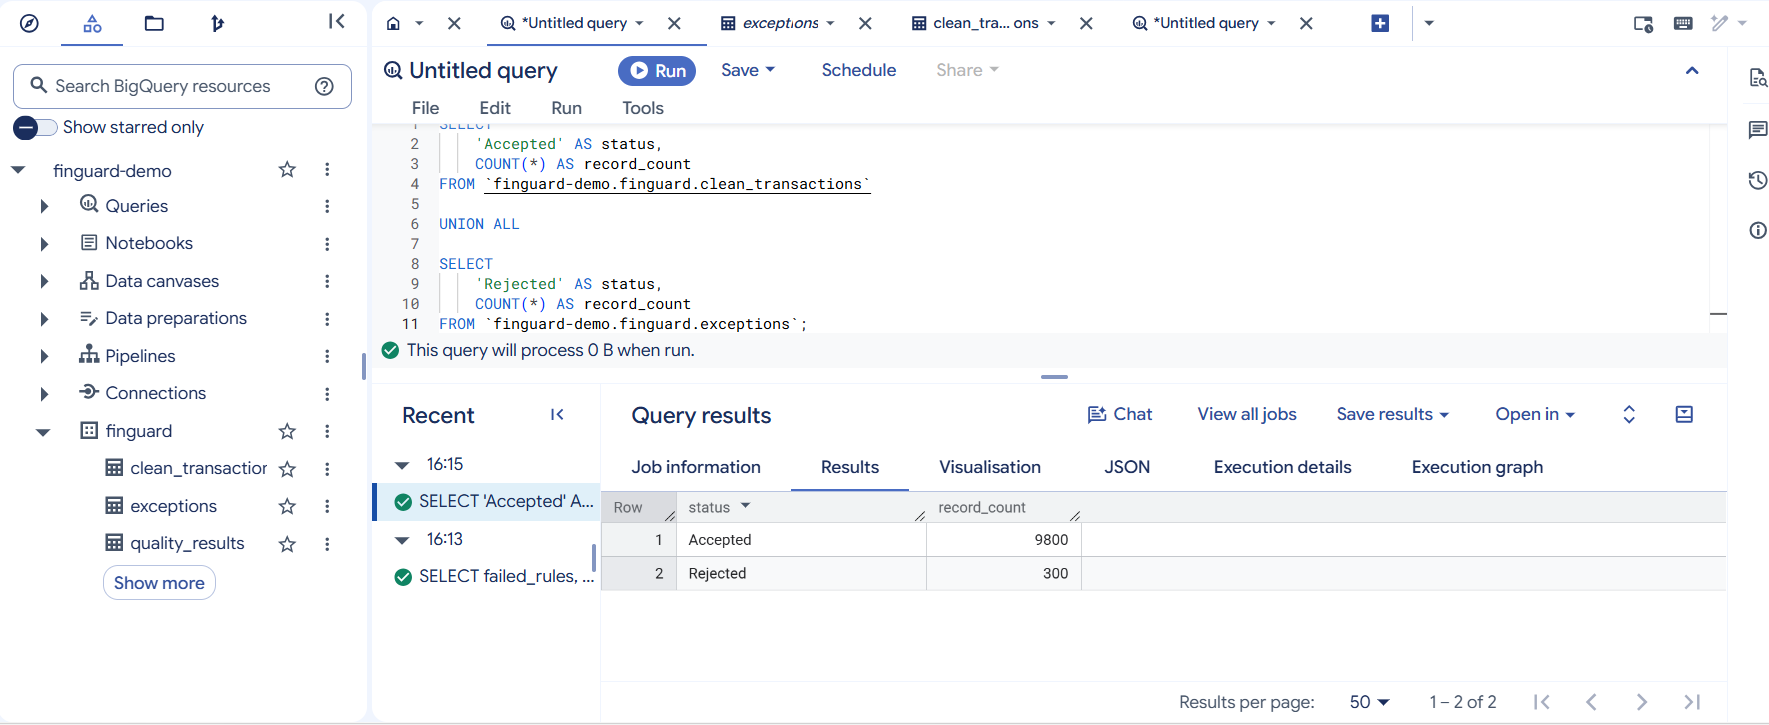 *Untitled query
exceptions
clean_tra... ons
*Untitled query
Search BigQuery resources
Show starred only
finguard-demo
Queries
Notebooks
Data canvases
Data preparations
Pipelines
Connections
finguard
clean_transaction
exceptions
quality_results
Show more
Untitled query
Run
Save
Schedule
Share
File
Edit
Run
Tools
1 SELECT
2 'Accepted' AS status,
3 COUNT(*) AS record_count
4 FROM `finguard-demo.finguard.clean_transactions`
5
6 UNION ALL
7
8 SELECT
9 'Rejected' AS status,
10 COUNT(*) AS record_count
11 FROM `finguard-demo.finguard.exceptions`;
This query will process 0 B when run.
Recent
16:15
SELECT 'Accepted' A...
16:13
SELECT failed_rules, ...
Query results
Chat
View all jobs
Save results
Open in
Job information
Results
Visualisation
JSON
Execution details
Execution graph
Row status record_count
1 Accepted 9800
2 Rejected 300
Results per page: 50 1 – 2 of 2